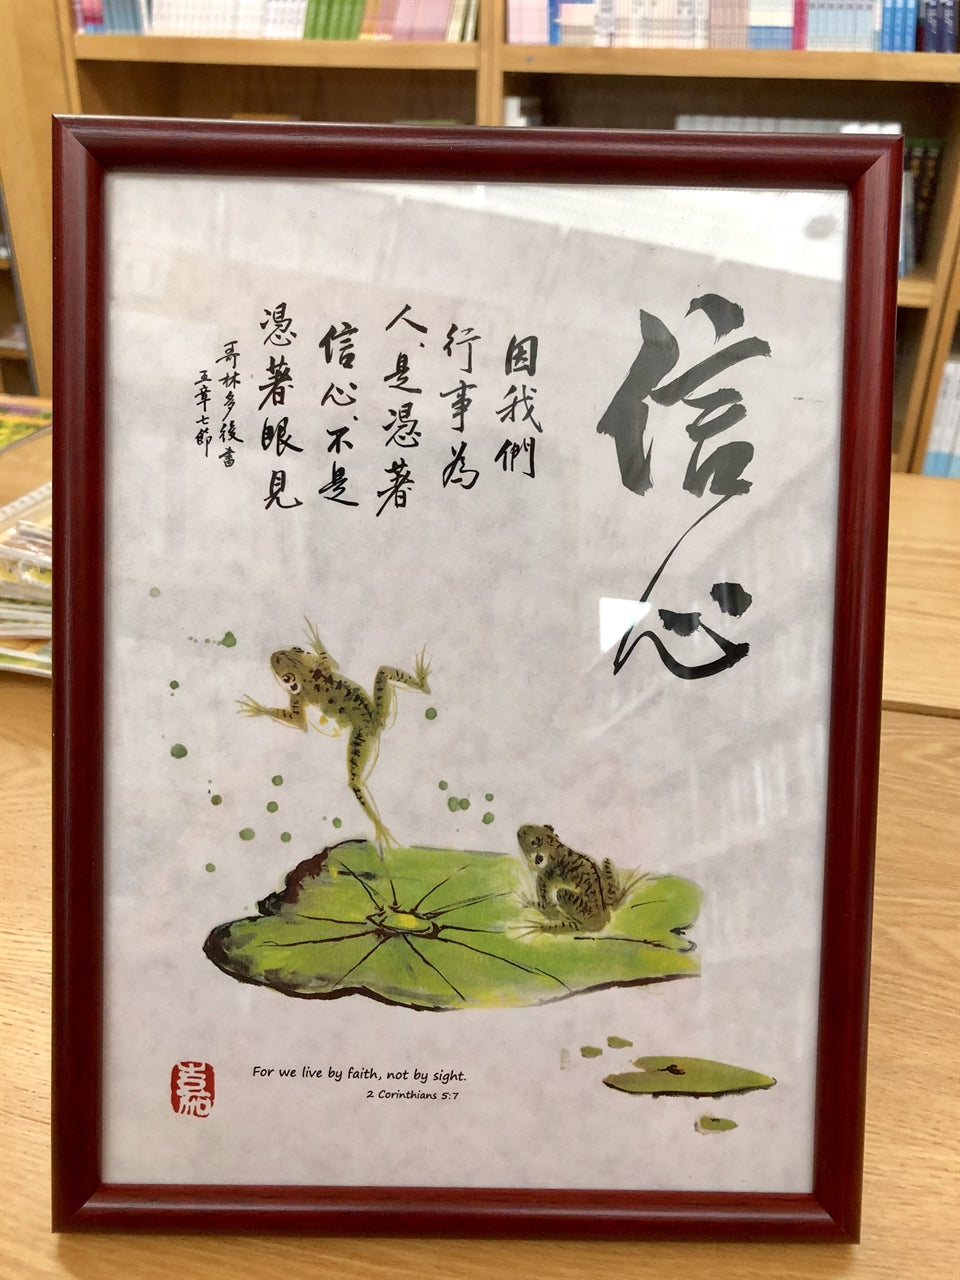 信心
因我們
行事為
人、是憑著
信心、不是
憑著眼見
哥林多後書
五章七節
For we live by faith, not by sight.
2 Corinthians 5:7